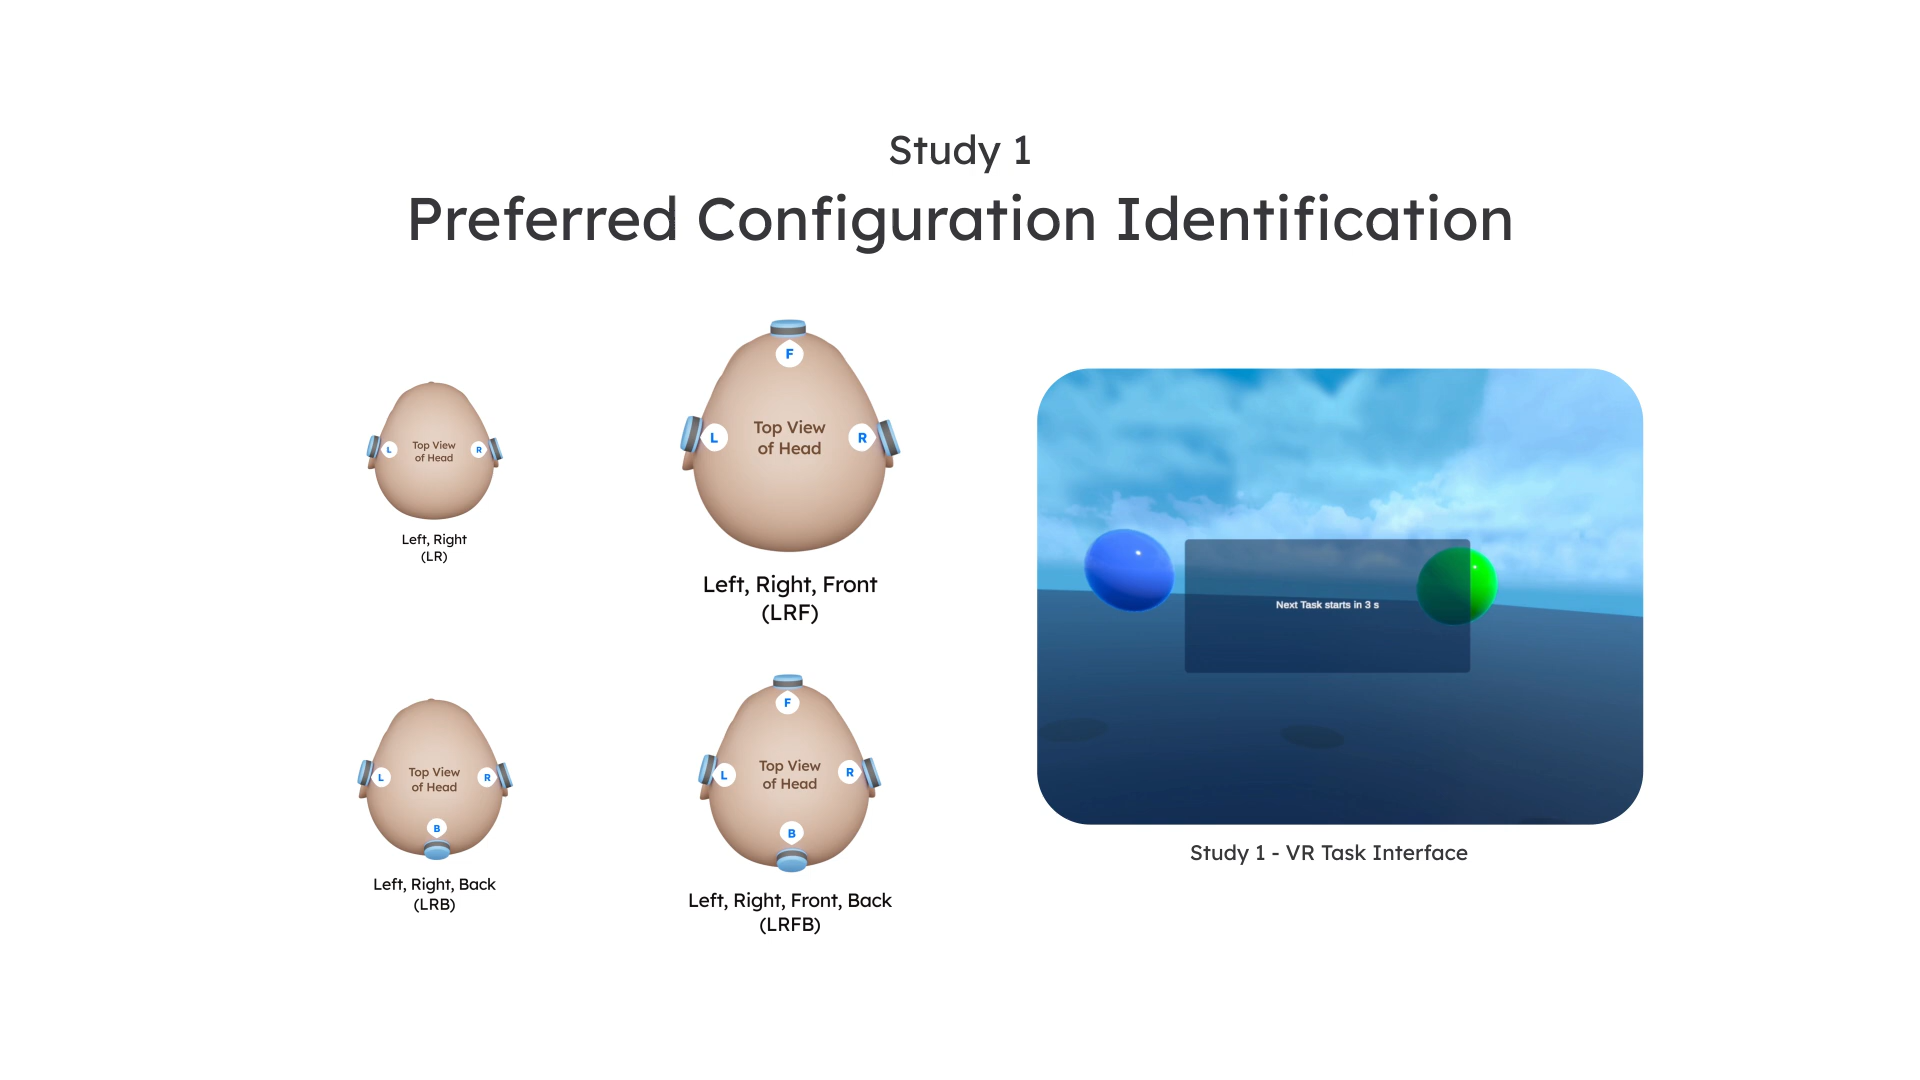 Study 1
Preferred Configuration Identification
L
Top View
of Head
R
Left, Right
(LR)
F
L
Top View
of Head
R
Left, Right, Front
(LRF)
L
Top View
of Head
R
B
Left, Right, Back
(LRB)
F
L
Top View
of Head
R
B
Left, Right, Front, Back
(LRFB)
Next Task starts in 3 s
Study 1 - VR Task Interface